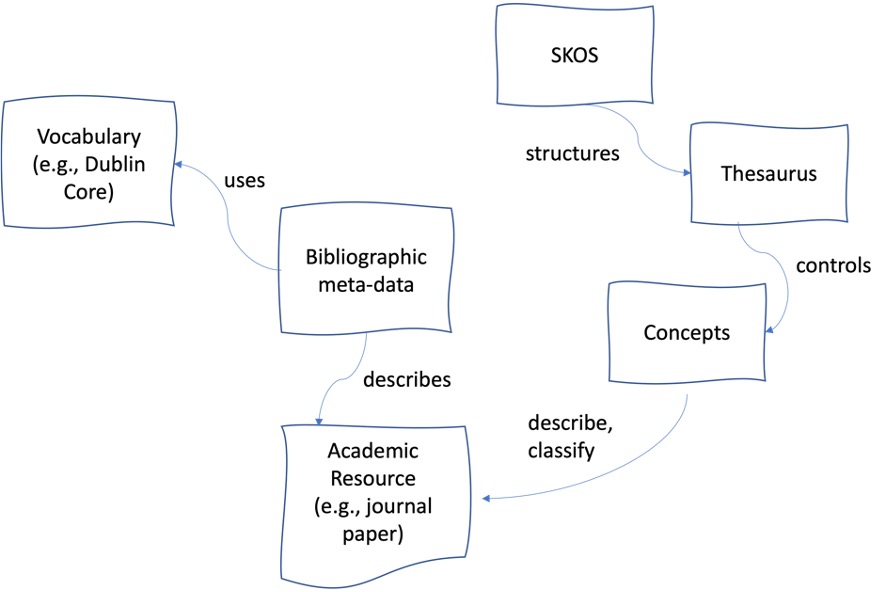 SKOS
structures
Thesaurus
controls
Concepts
describe,
classify
Vocabulary
(e.g., Dublin
Core)
uses
Bibliographic
meta-data
describes
Academic
Resource
(e.g., journal
paper)